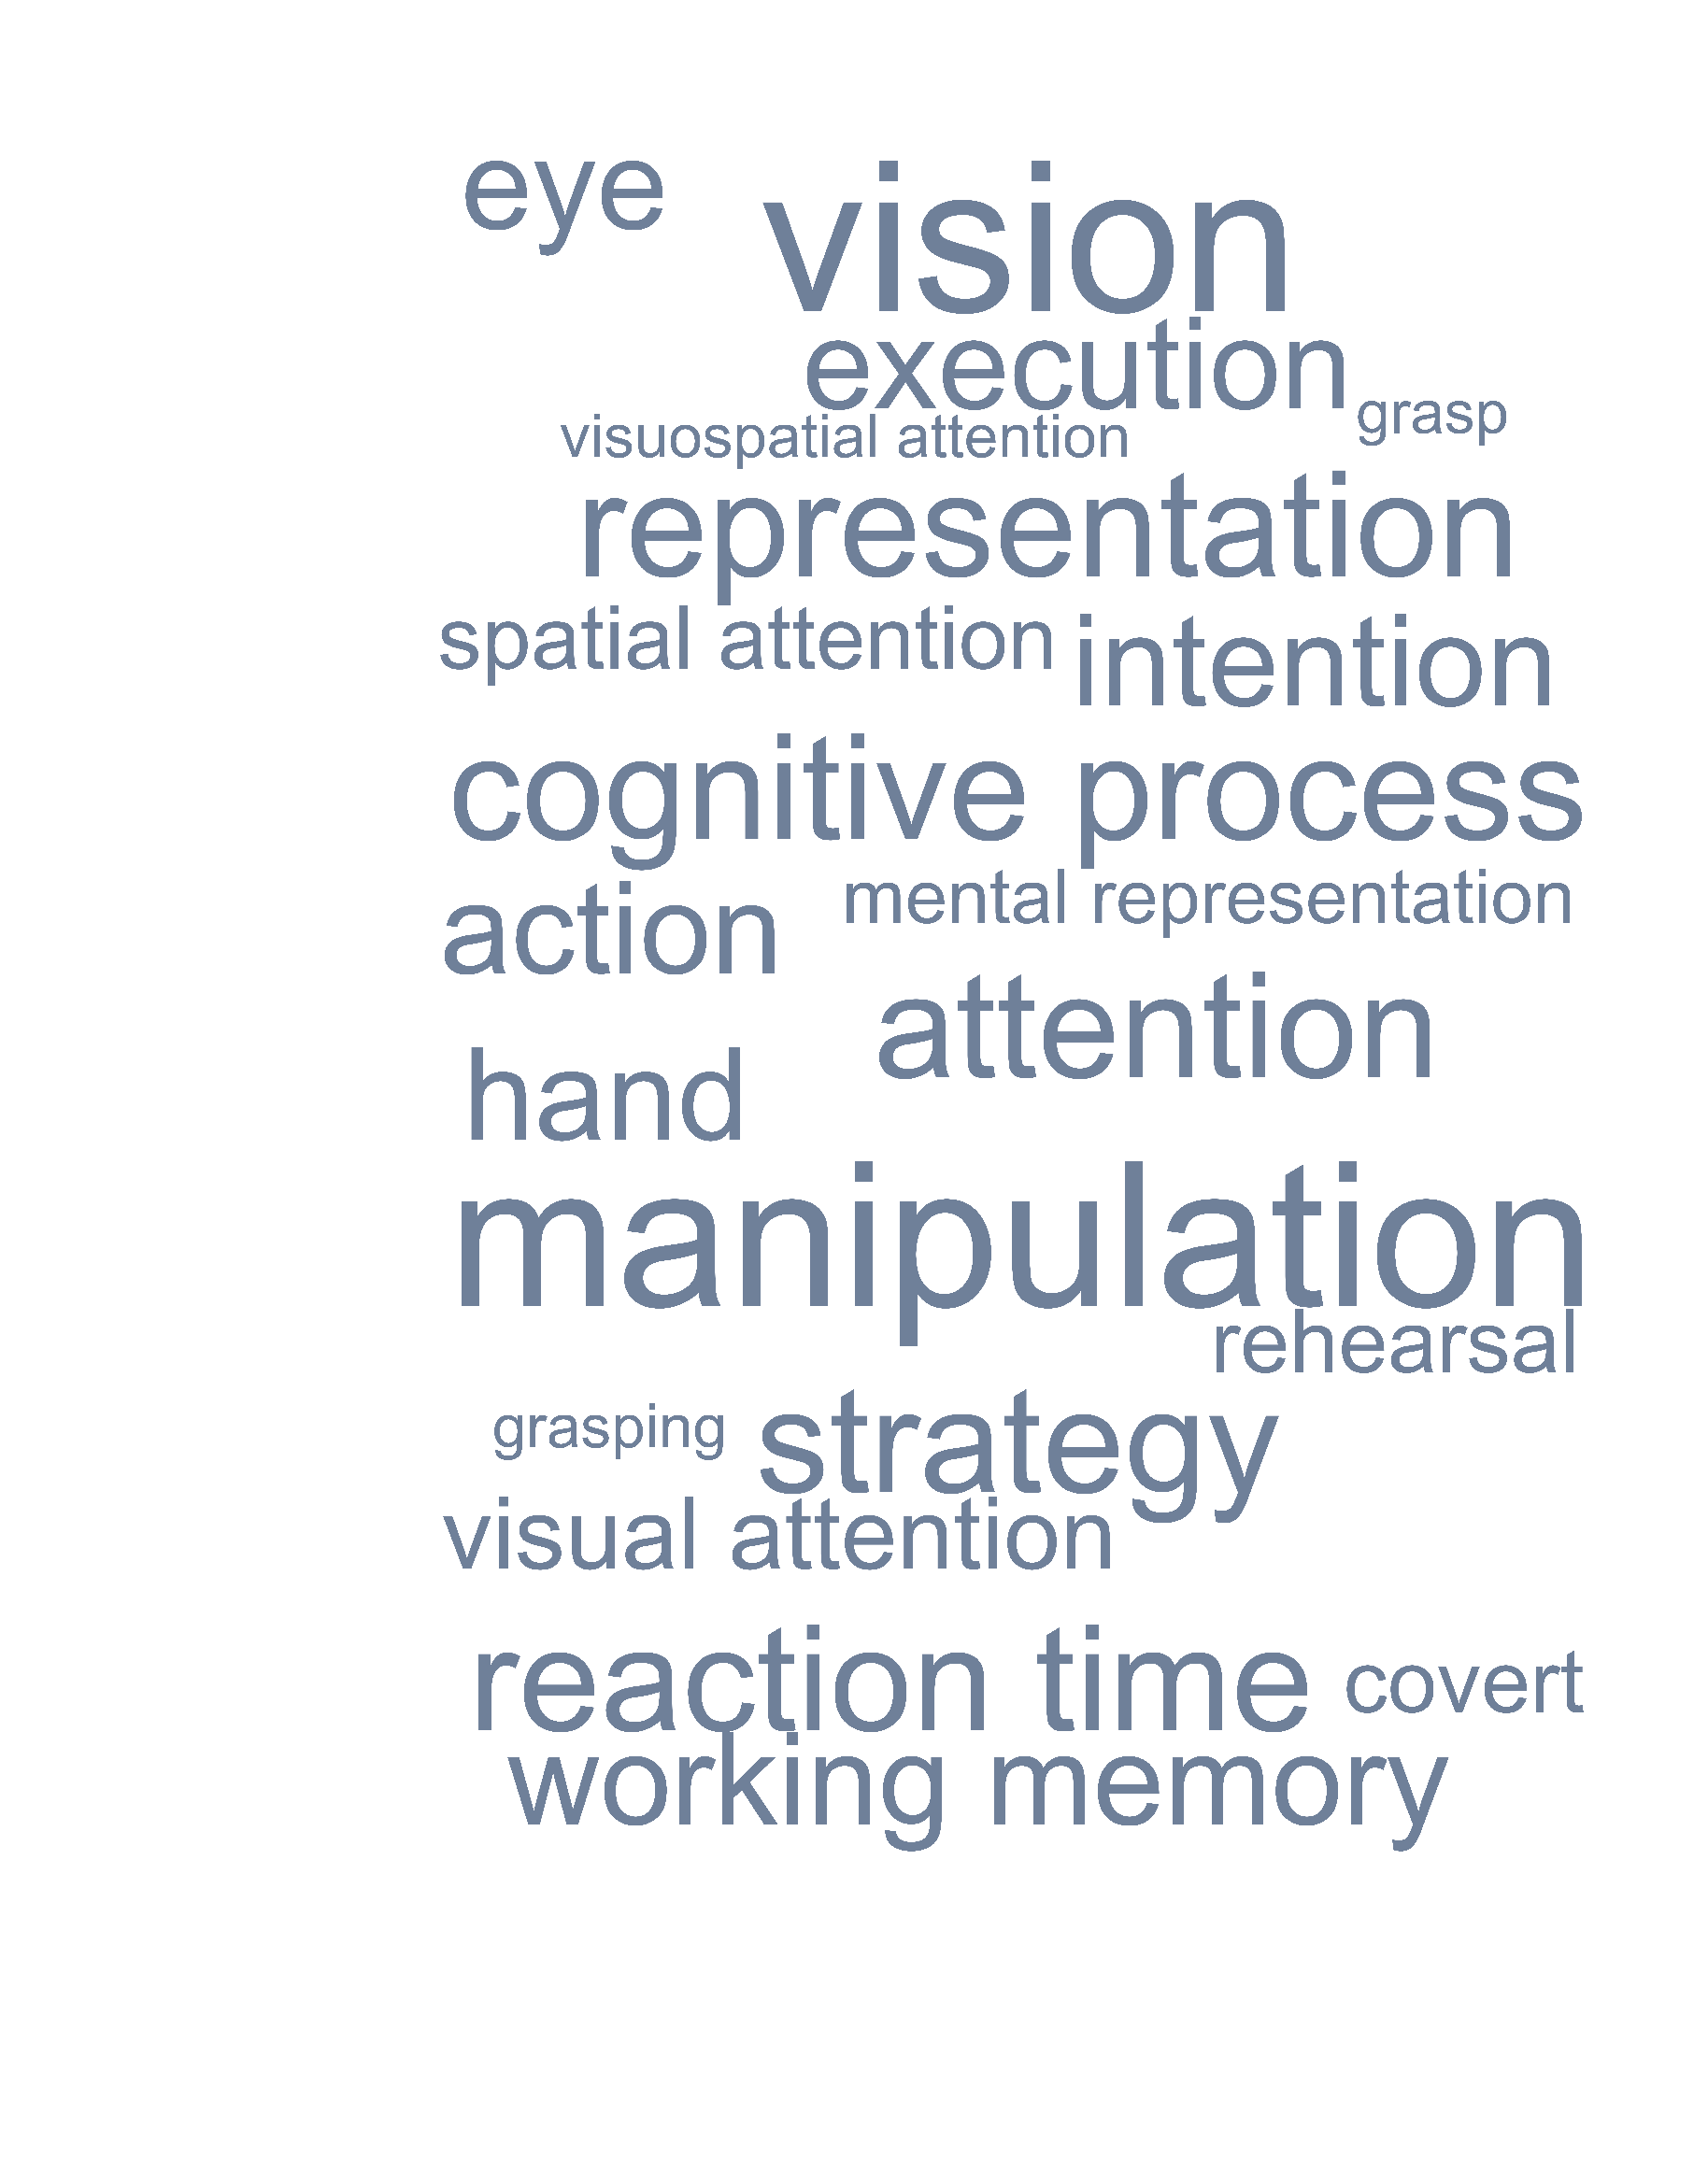 eye vision
execution
grasp
visuospatial attention
representation
spatial attention intention
cognitive process
action mental representation
attention
hand
manipulation
rehearsal
grasping strategy
visual attention
reaction time covert
working memory